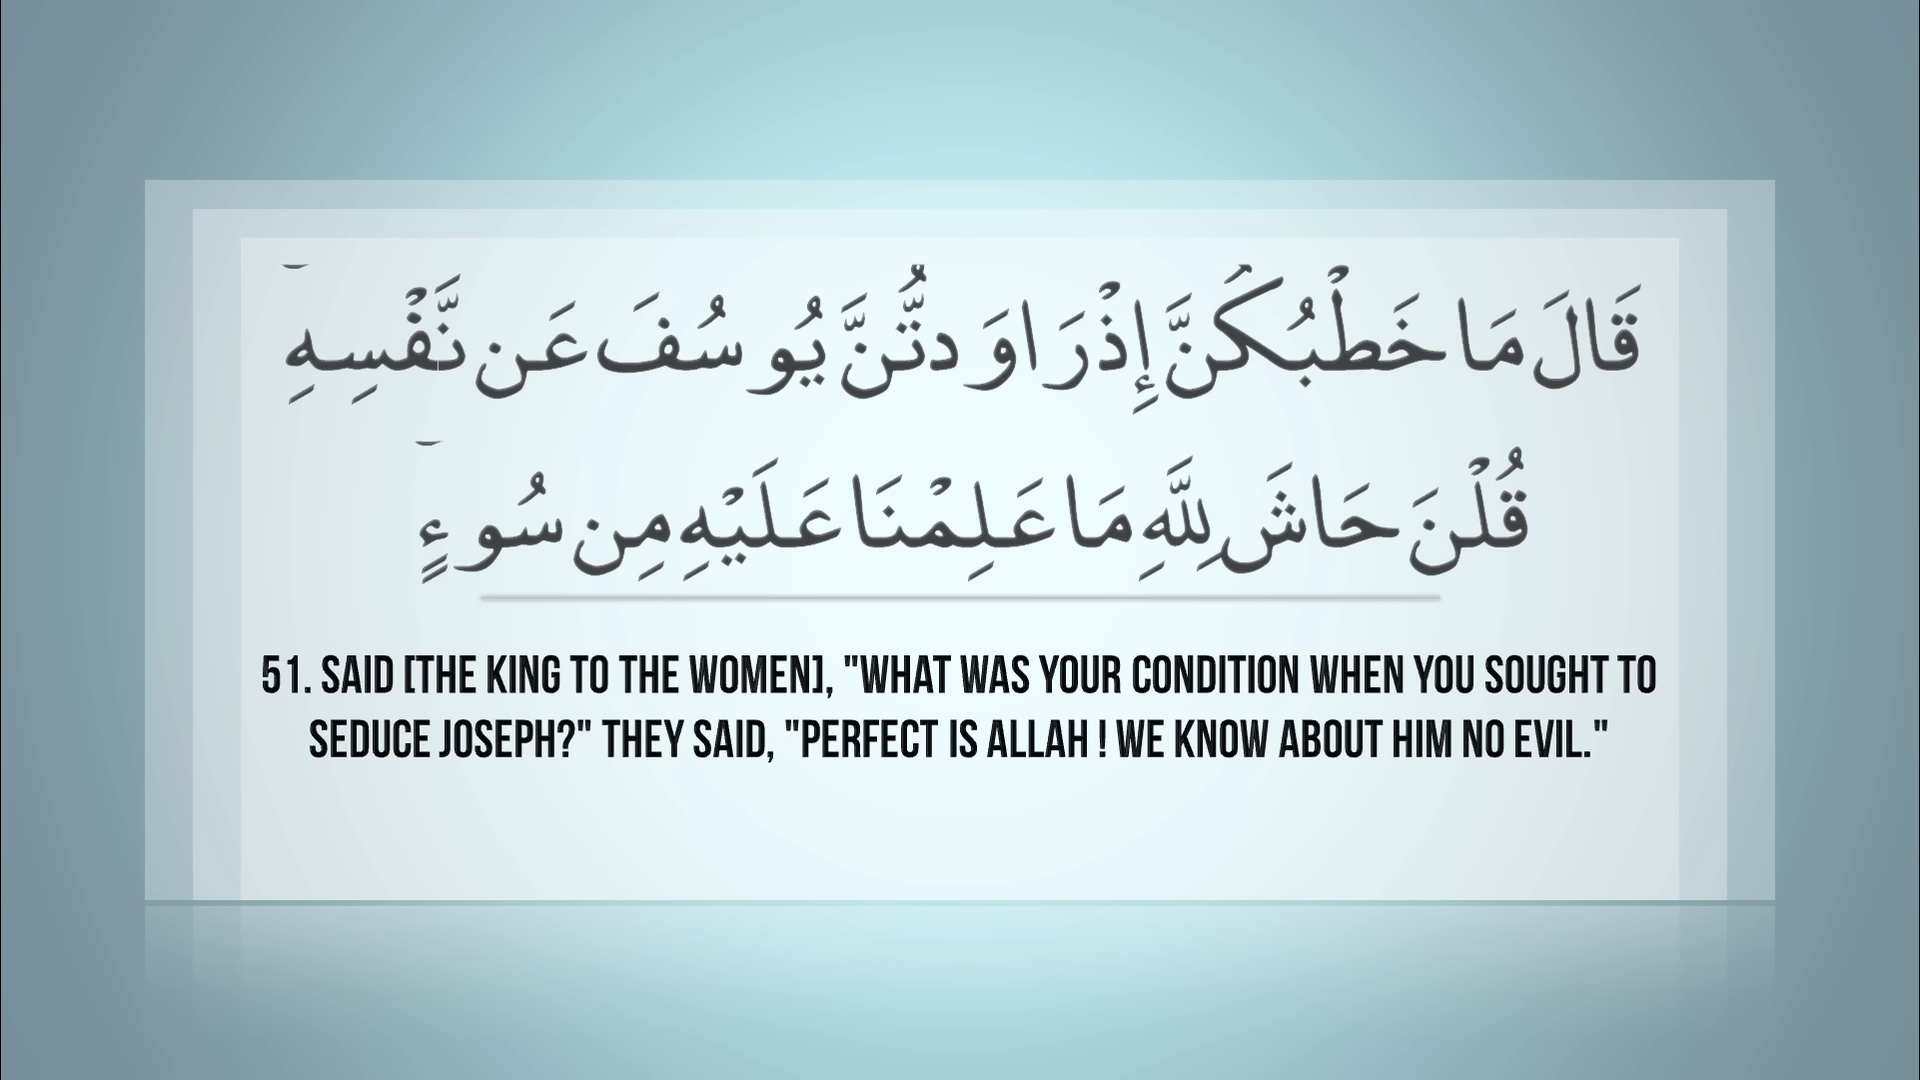 قَالَ مَا خَطْبُكُنَّ إِذْ رَاوَدتُّنَّ يُوسُفَ عَن نَّفْسِهِ
قُلْنَ حَاشَ لِلَّهِ مَا عَلِمْنَا عَلَيْهِ مِن سُوءٍ
51. SAID [THE KING TO THE WOMEN], "WHAT WAS YOUR CONDITION WHEN YOU SOUGHT TO
SEDUCE JOSEPH?" THEY SAID, "PERFECT IS ALLAH ! WE KNOW ABOUT HIM NO EVIL."